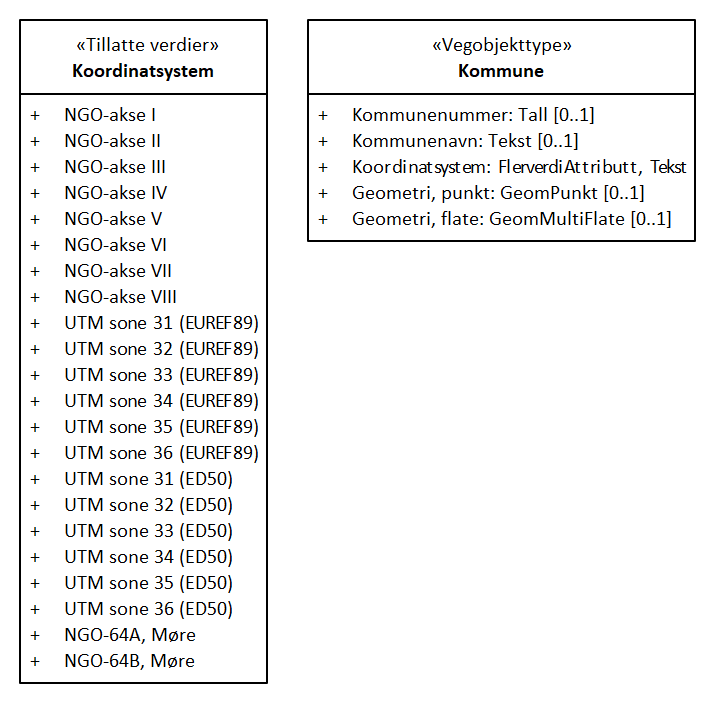 «Tillatte verdier»
Koordinatsystem
+ NGO-akse I
+ NGO-akse II
+ NGO-akse III
+ NGO-akse IV
+ NGO-akse V
+ NGO-akse VI
+ NGO-akse VII
+ NGO-akse VIII
+ UTM sone 31 (EUREF89)
+ UTM sone 32 (EUREF89)
+ UTM sone 33 (EUREF89)
+ UTM sone 34 (EUREF89)
+ UTM sone 35 (EUREF89)
+ UTM sone 36 (EUREF89)
+ UTM sone 31 (ED50)
+ UTM sone 32 (ED50)
+ UTM sone 33 (ED50)
+ UTM sone 34 (ED50)
+ UTM sone 35 (ED50)
+ UTM sone 36 (ED50)
+ NGO-64A, Møre
+ NGO-64B, Møre
«Vegobjekttype»
Kommune
+ Kommunenummer: Tall [0..1]
+ Kommunenavn: Tekst [0..1]
+ Koordinatsystem: FlerverdiAttributt, Tekst
+ Geometri, punkt: GeomPunkt [0..1]
+ Geometri, flate: GeomMultiFlate [0..1]